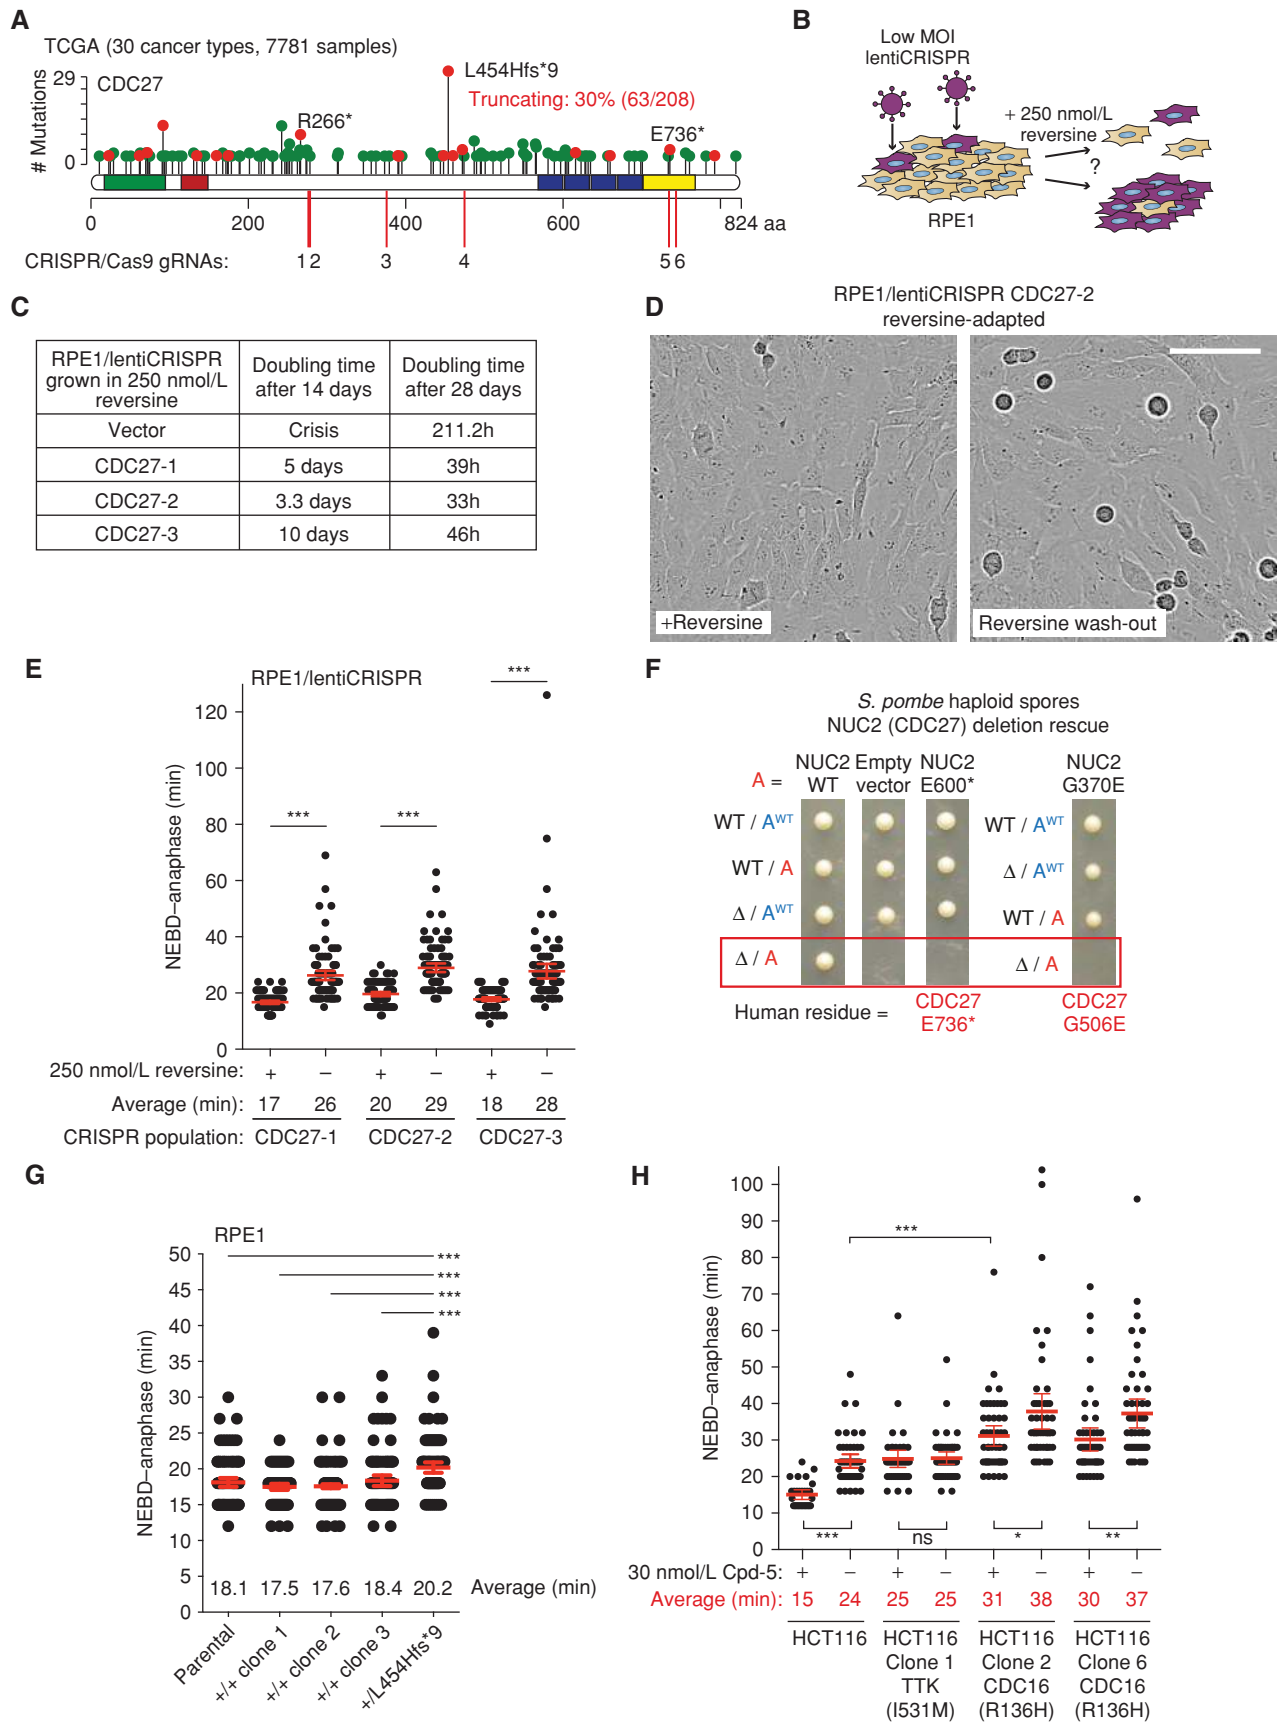 A
TCGA (30 cancer types, 7781 samples)
# Mutations
29
0
CDC27
L454Hfs*9
Truncating: 30% (63/208)
R266*
E736*
0
200
400
600
824 aa
CRISPR/Cas9 gRNAs:
1 2 3 4 5 6
B
Low MOI
lentiCRISPR
+ 250 nmol/L
reversine
?
RPE1
C
RPE1/lentiCRISPR grown in 250 nmol/L reversine
Doubling time after 14 days
Doubling time after 28 days
Vector Crisis 211.2h
CDC27-1 5 days 39h
CDC27-2 3.3 days 33h
CDC27-3 10 days 46h
D
RPE1/lentiCRISPR CDC27-2
reversine-adapted
+Reversine
Reversine wash-out
E
RPE1/lentiCRISPR
***
***
***
NEBD–anaphase (min)
120
100
80
60
40
20
0
250 nmol/L reversine: + – + – + –
Average (min): 17 26 20 29 18 28
CRISPR population: CDC27-1 CDC27-2 CDC27-3
F
S. pombe haploid spores
NUC2 (CDC27) deletion rescue
A =
NUC2 WT
Empty vector
NUC2 E600*
NUC2 G370E
WT / A^WT
WT / A
Δ / A^WT
Δ / A
WT / A^WT
Δ / A^WT
WT / A
Δ / A
Human residue =
CDC27 E736*
CDC27 G506E
G
RPE1
***
***
***
***
NEBD–anaphase (min)
50
45
40
35
30
25
20
15
10
5
0
18.1 17.5 17.6 18.4 20.2 Average (min)
Parental
+/+ clone 1
+/+ clone 2
+/+ clone 3
+/L454Hfs*9
H
NEBD–anaphase (min)
100
90
80
70
60
50
40
30
20
10
0
***
*** ns * **
30 nmol/L Cpd-5: + – + – + – + –
Average (min): 15 24 25 25 31 38 30 37
HCT116
HCT116 Clone 1 TTK (I531M)
HCT116 Clone 2 CDC16 (R136H)
HCT116 Clone 6 CDC16 (R136H)